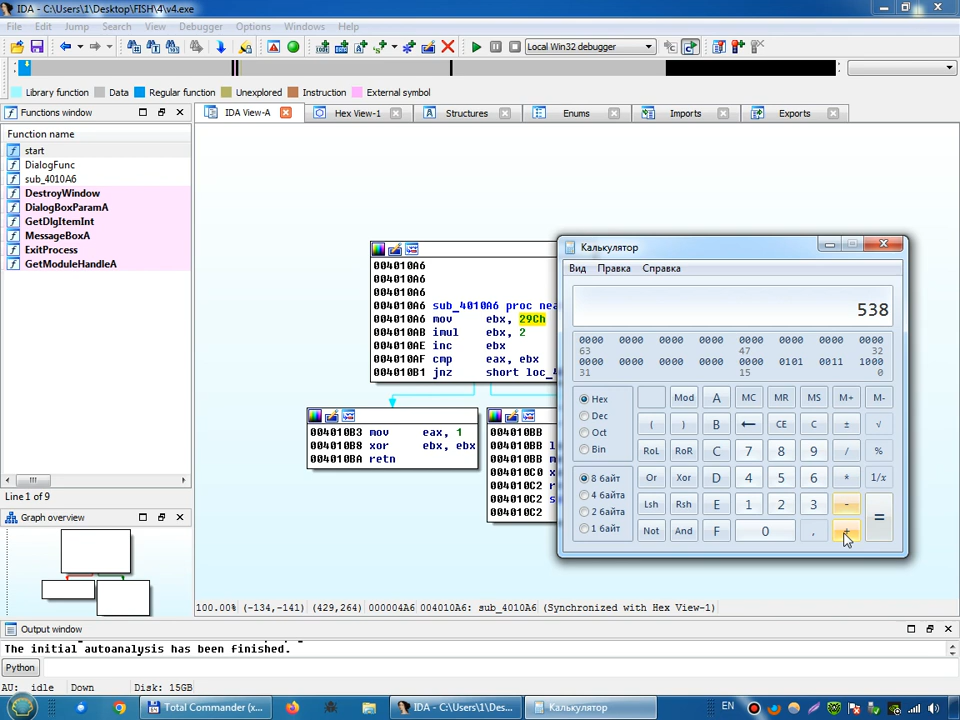 IDA - C:\Users\1\Desktop\FISH\4\v4.exe
File Edit Jump Search View Debugger Options Windows Help
Local Win32 debugger
Library function Data Regular function Unexplored Instruction External symbol
Functions window
IDA View-A Hex View-1 Structures Enums Imports Exports
Function name
start
DialogFunc
sub_4010A6
DestroyWindow
DialogBoxParamA
GetDlgItemInt
MessageBoxA
ExitProcess
GetModuleHandleA
Line 1 of 9
Graph overview
004010A6
004010A6
004010A6
004010A6 sub_4010A6 proc nea
004010A6 mov ebx, 29Ch
004010AB imul ebx, 2
004010AE inc ebx
004010AF cmp eax, ebx
004010B1 jnz short loc_4
004010B3 mov eax, 1
004010B8 xor ebx, ebx
004010BA retn
004010BB
004010BB l
004010BB m
004010C0 x
004010C2 r
004010C2 s
004010C2
Калькулятор
Вид Правка Справка
538
0000 0000 0000 0000 0000 0000 0000 0000
63 47 32
0000 0000 0000 0000 0000 0101 0011 1000
31 15 0
Hex Mod A MC MR MS M+ M-
Dec ( ) B ← CE C ± √
Oct
Bin RoL RoR C 7 8 9 / %
8 байт Or Xor D 4 5 6 * 1/x
4 байта
2 байта Lsh Rsh E 1 2 3 - =
1 байт Not And F 0 , +
100.00% (-134,-141) (429,264) 000004A6 004010A6: sub_4010A6 (Synchronized with Hex View-1)
Output window
The initial autoanalysis has been finished.
Python
AU: idle Down Disk: 15GB
Total Commander (x... IDA - C:\Users\1\Des... Калькулятор EN